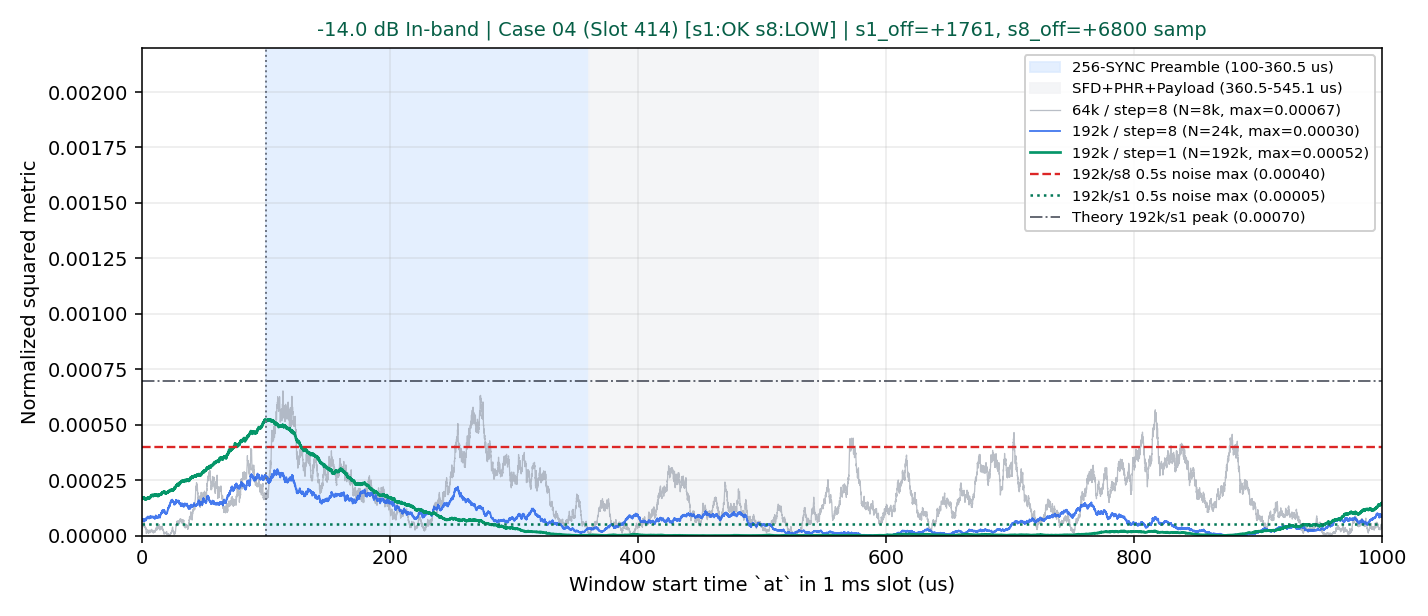 -14.0 dB In-band | Case 04 (Slot 414) [s1:OK s8:LOW] | s1_off=+1761, s8_off=+6800 samp
256-SYNC Preamble (100-360.5 us)
SFD+PHR+Payload (360.5-545.1 us)
64k / step=8 (N=8k, max=0.00067)
192k / step=8 (N=24k, max=0.00030)
192k / step=1 (N=192k, max=0.00052)
192k/s8 0.5s noise max (0.00040)
192k/s1 0.5s noise max (0.00005)
Theory 192k/s1 peak (0.00070)
Normalized squared metric
0.00200
0.00175
0.00150
0.00125
0.00100
0.00075
0.00050
0.00025
0.00000
0 200 400 600 800 1000
Window start time `at` in 1 ms slot (us)